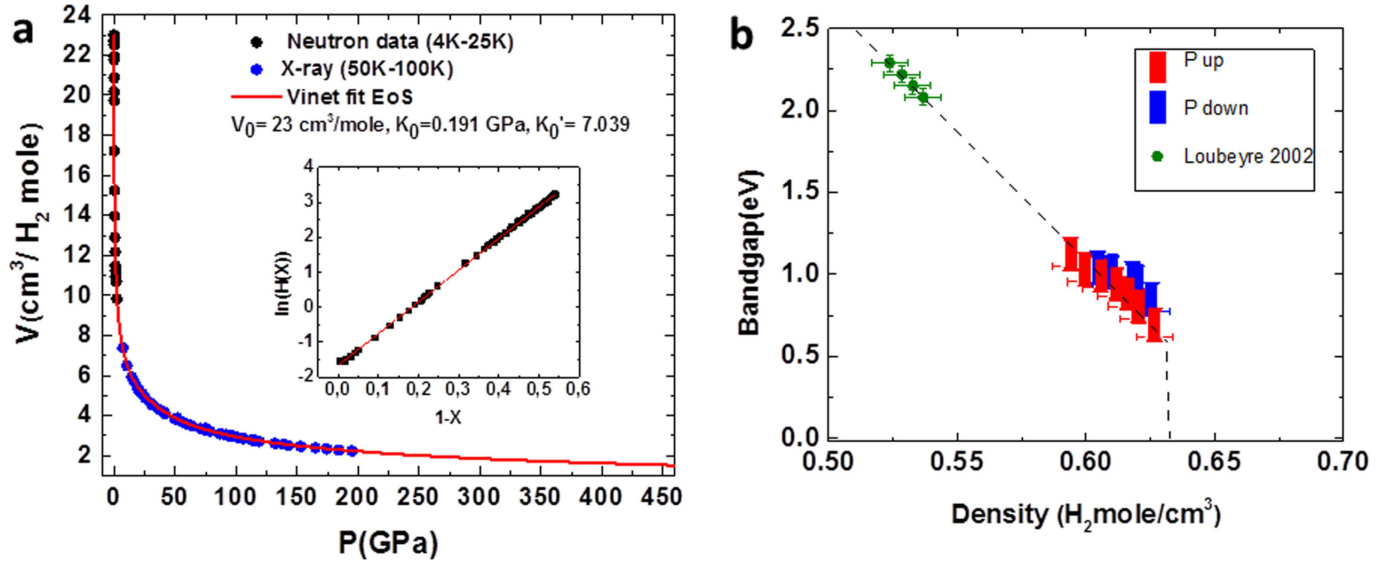 a
24
22
20
18
16
14
12
10
8
6
4
2
V(cm³/ H₂ mole)
Neutron data (4K-25K)
X-ray (50K-100K)
Vinet fit EoS
V₀= 23 cm³/mole, K₀=0.191 GPa, K₀'= 7.039
4
3
2
1
0
-1
-2
ln(H(X))
0,0 0,1 0,2 0,3 0,4 0,5 0,6
1-X
0 50 100 150 200 250 300 350 400 450
P(GPa)
b
2.5
2.0
1.5
1.0
0.5
0.0
Bandgap(eV)
P up
P down
Loubeyre 2002
0.50 0.55 0.60 0.65 0.70
Density (H₂mole/cm³)